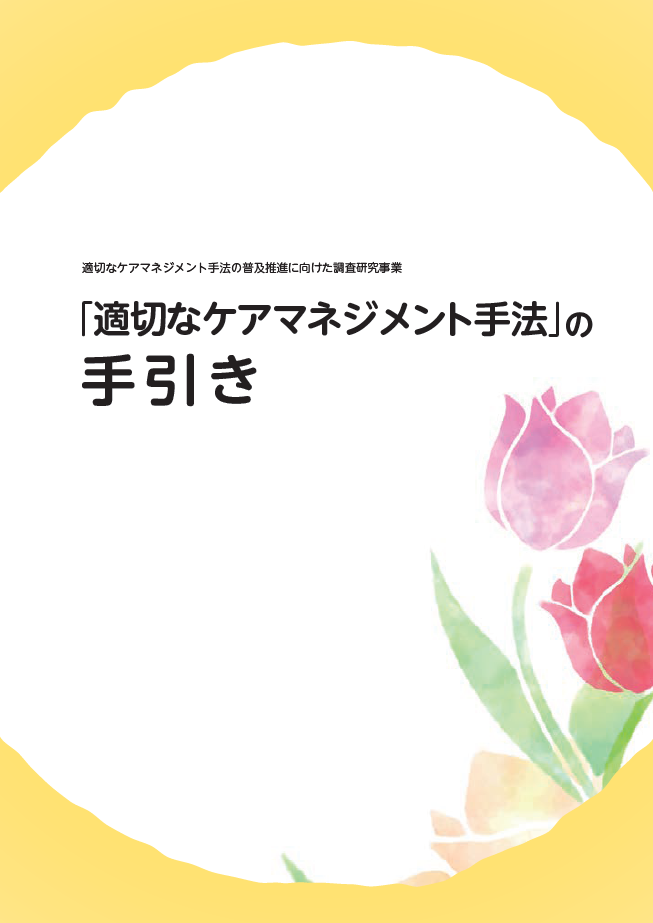 適切なケアマネジメント手法の普及推進に向けた調査研究事業
「適切なケアマネジメント手法」の
手引き